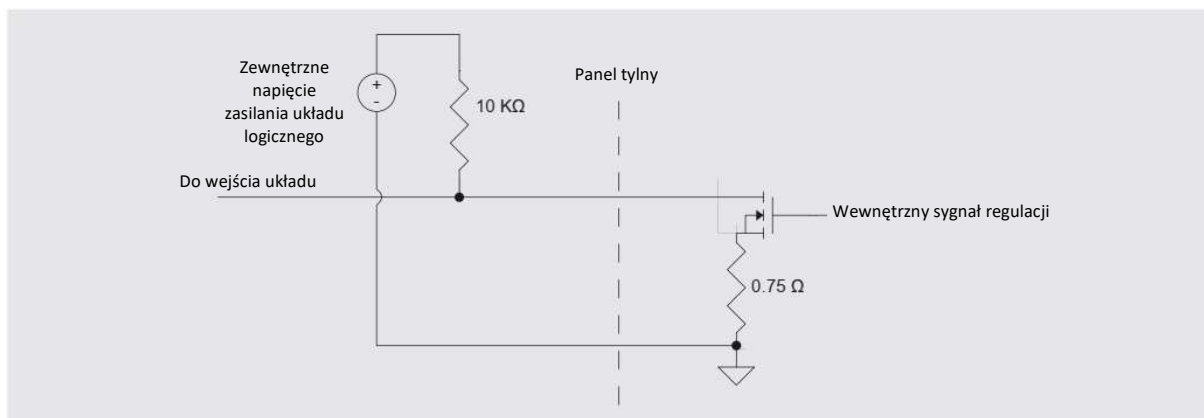 Zewnętrzne
napięcie
zasilania układu
logicznego
+
-
10 KΩ
Panel tylny
Do wejścia układu
Wewnętrzny sygnał regulacji
0.75 Ω